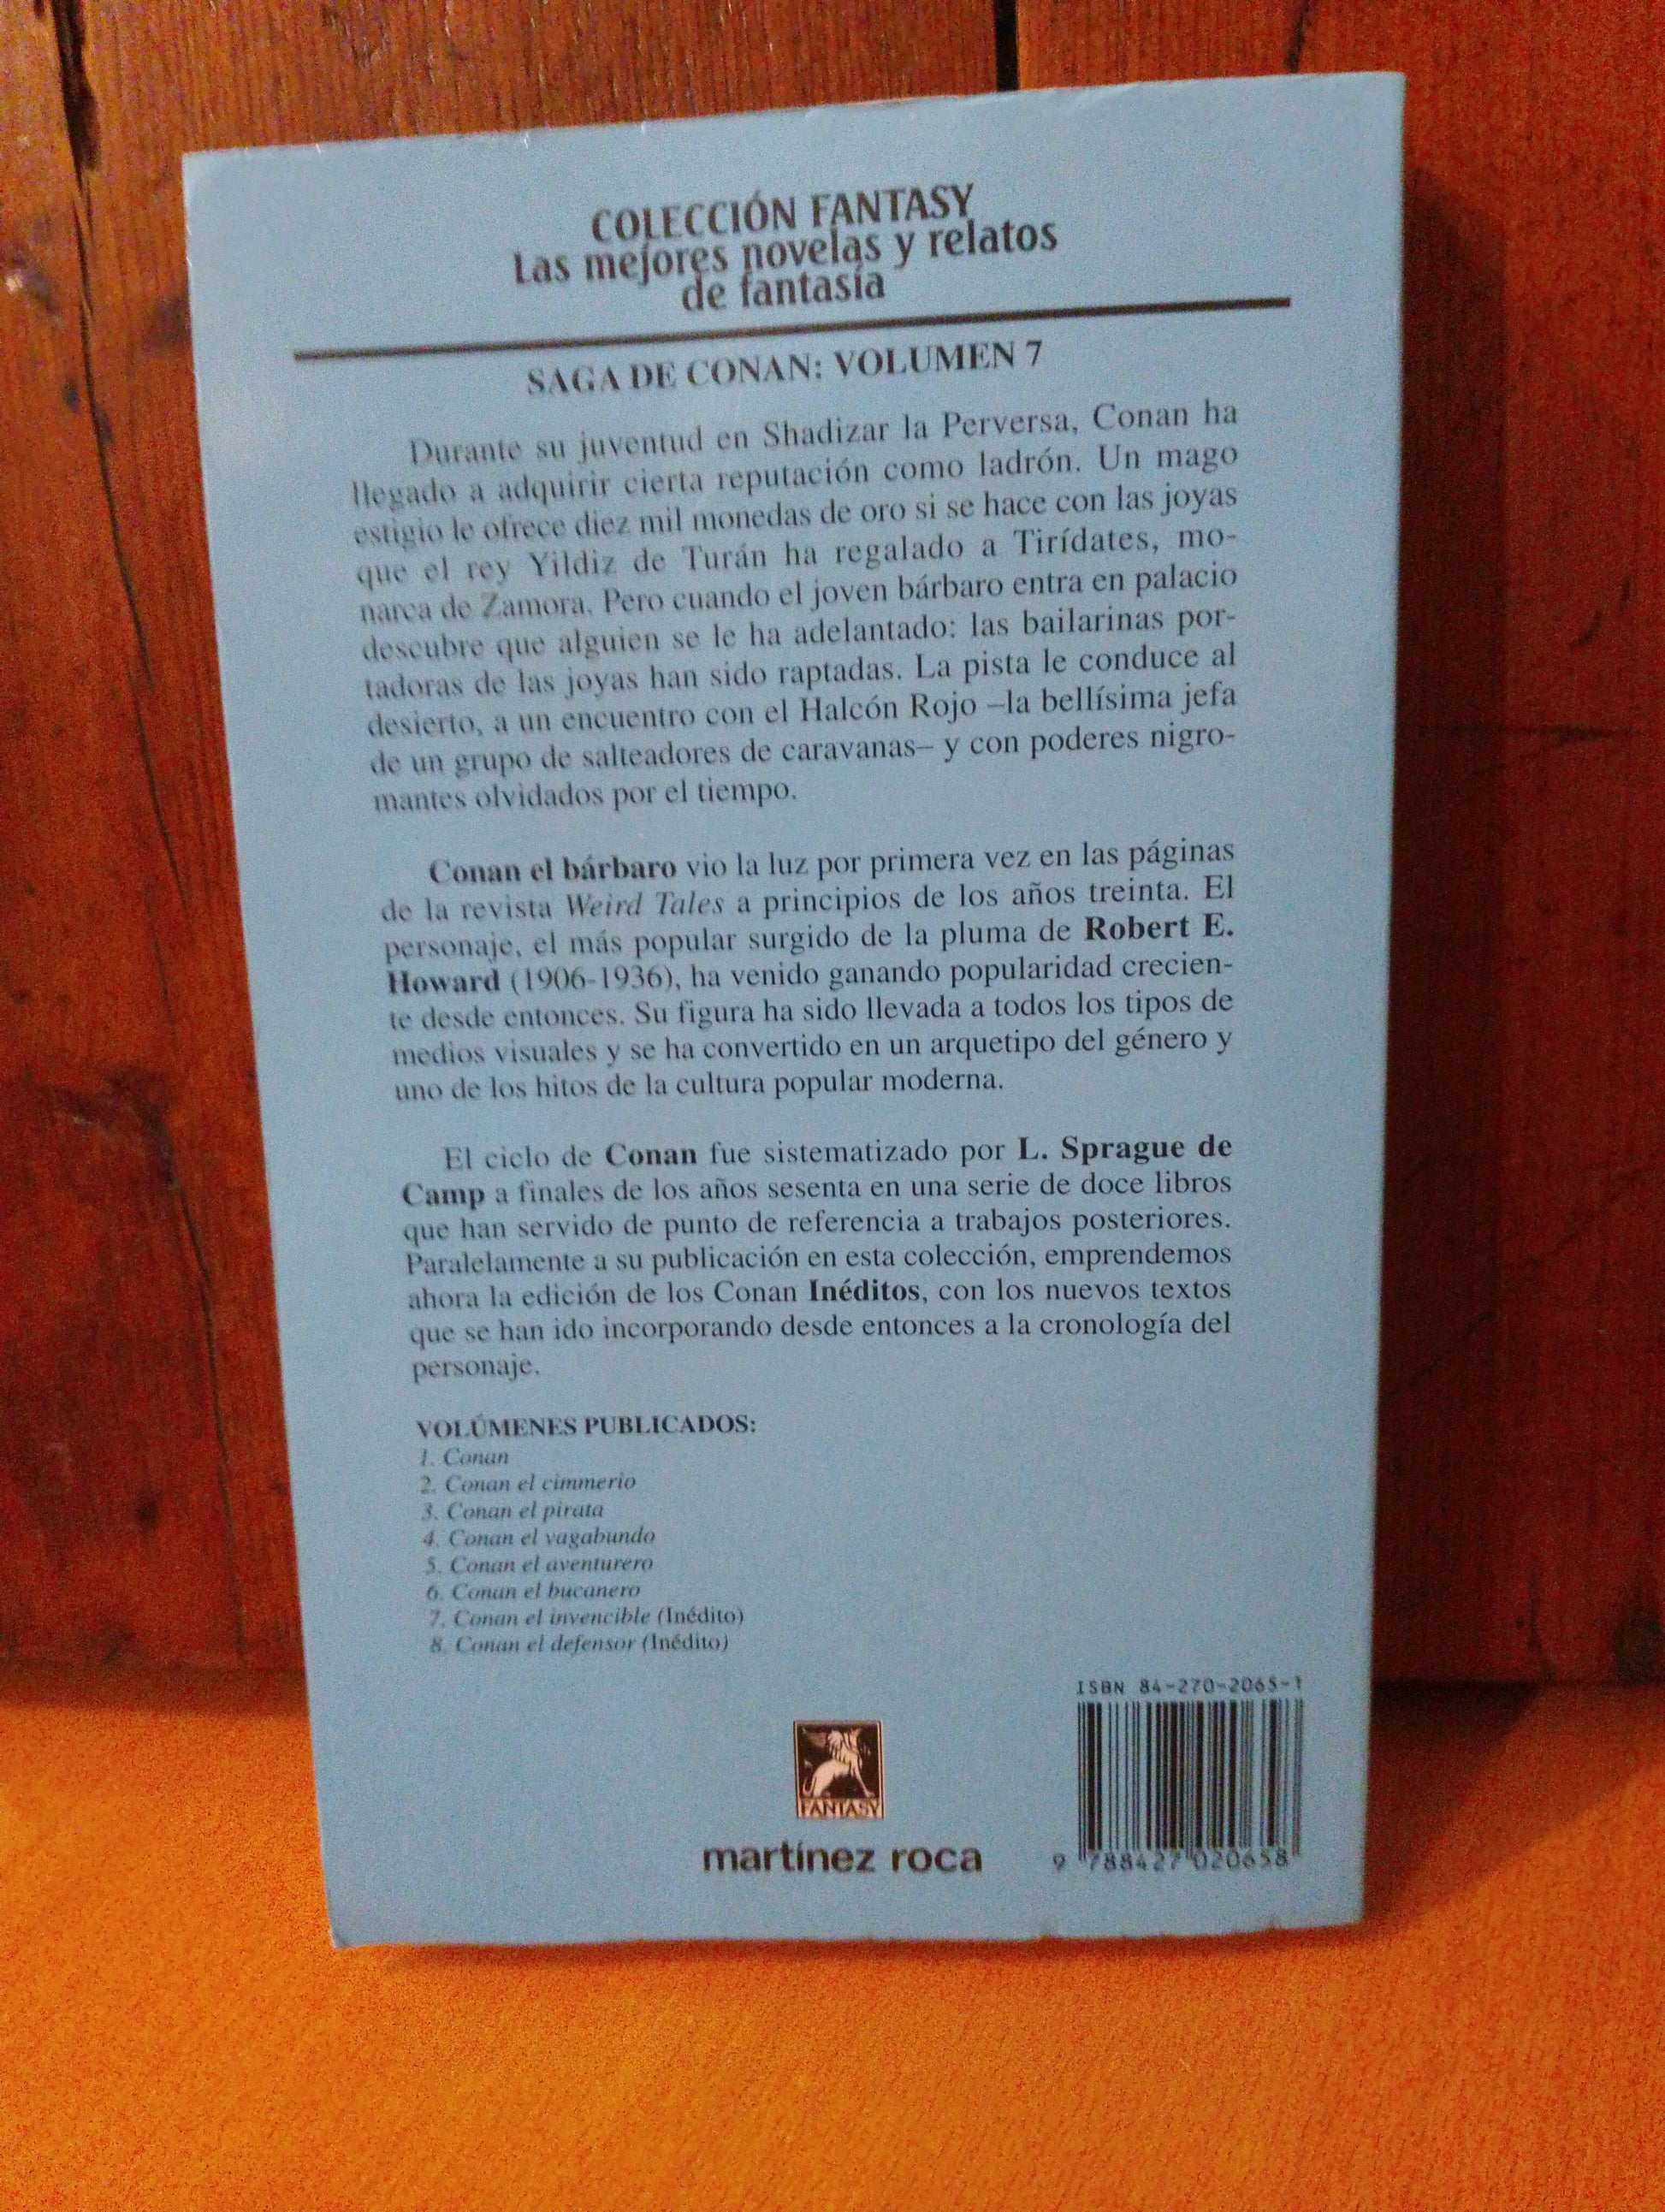 COLECCIÓN FANTASY
Las mejores novelas y relatos
de fantasía
SAGA DE CONAN: VOLUMEN 7
Durante su juventud en Shadizar la Perversa, Conan ha
llegado a adquirir cierta reputación como ladrón. Un mago
estigio le ofrece diez mil monedas de oro si se hace con las joyas
que el rey Yildiz de Turán ha regalado a Tirídates, mo-
narca de Zamora. Pero cuando el joven bárbaro entra en palacio
descubre que alguien se le ha adelantado: las bailarinas por-
tadoras de las joyas han sido raptadas. La pista le conduce al
desierto, a un encuentro con el Halcón Rojo –la bellísima jefa
de un grupo de salteadores de caravanas– y con poderes nigro-
mantes olvidados por el tiempo.
Conan el bárbaro vio la luz por primera vez en las páginas
de la revista Weird Tales a principios de los años treinta. El
personaje, el más popular surgido de la pluma de Robert E.
Howard (1906-1936), ha venido ganando popularidad crecien-
te desde entonces. Su figura ha sido llevada a todos los tipos de
medios visuales y se ha convertido en un arquetipo del género y
uno de los hitos de la cultura popular moderna.
El ciclo de Conan fue sistematizado por L. Sprague de
Camp a finales de los años sesenta en una serie de doce libros
que han servido de punto de referencia a trabajos posteriores.
Paralelamente a su publicación en esta colección, emprendemos
ahora la edición de los Conan Inéditos, con los nuevos textos
que se han ido incorporando desde entonces a la cronología del
personaje.
VOLÚMENES PUBLICADOS:
1. Conan
2. Conan el cimmerio
3. Conan el pirata
4. Conan el vagabundo
5. Conan el aventurero
6. Conan el bucanero
7. Conan el invencible (Inédito)
8. Conan el defensor (Inédito)
ISBN 84-270-2065-1
FANTASY
martínez roca
9 788427 020658